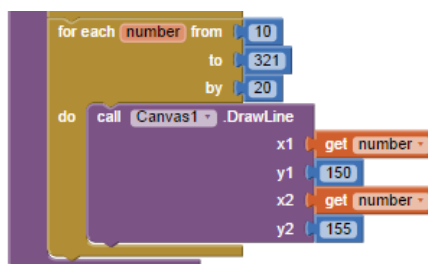 for each number from 10
to 321
by 20
do call Canvas1 .DrawLine
x1 get number
y1 150
x2 get number
y2 155